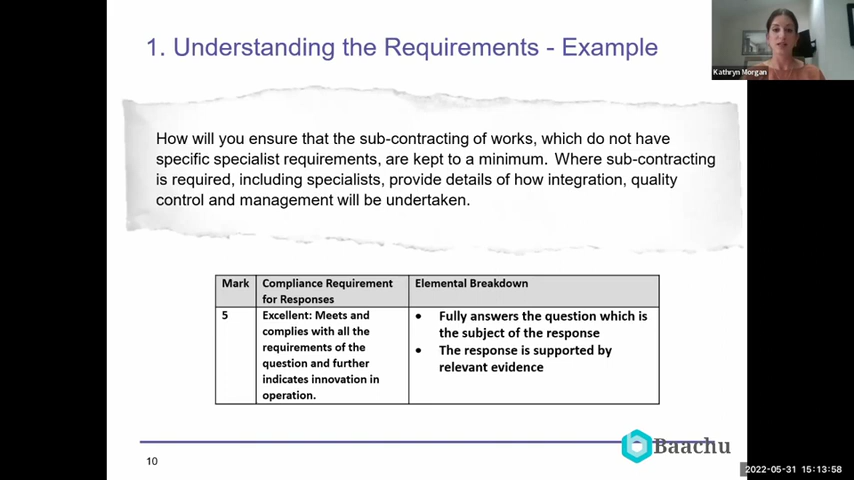 1. Understanding the Requirements - Example
Kathryn Morgan
How will you ensure that the sub-contracting of works, which do not have
specific specialist requirements, are kept to a minimum. Where sub-contracting
is required, including specialists, provide details of how integration, quality
control and management will be undertaken.
Mark
Compliance Requirement
for Responses
Elemental Breakdown
5
Excellent: Meets and
complies with all the
requirements of the
question and further
indicates innovation in
operation.
• Fully answers the question which is
the subject of the response
• The response is supported by
relevant evidence
10
Baachu
2022-05-31 15:13:58